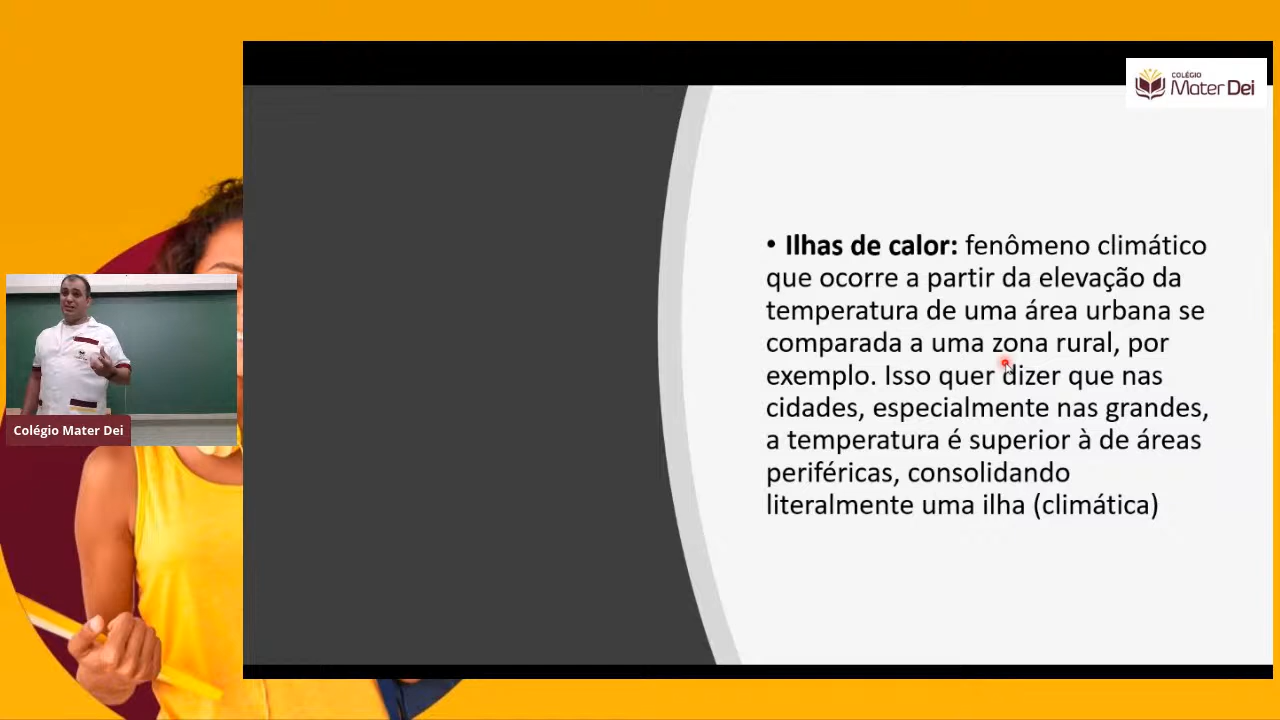 COLÉGIO
Mater Dei
• Ilhas de calor: fenômeno climático
que ocorre a partir da elevação da
temperatura de uma área urbana se
comparada a uma zona rural, por
exemplo. Isso quer dizer que nas
cidades, especialmente nas grandes,
a temperatura é superior à de áreas
periféricas, consolidando
literalmente uma ilha (climática)
Colégio Mater Dei